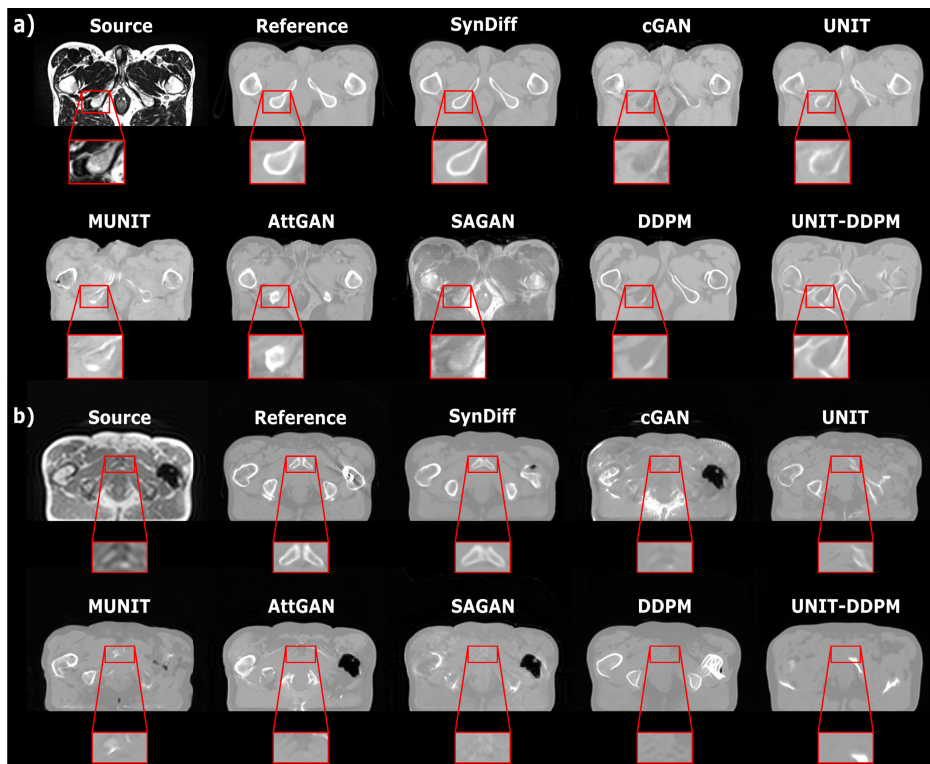 a)
Source Reference SynDiff cGAN UNIT
MUNIT AttGAN SAGAN DDPM UNIT-DDPM
b)
Source Reference SynDiff cGAN UNIT
MUNIT AttGAN SAGAN DDPM UNIT-DDPM